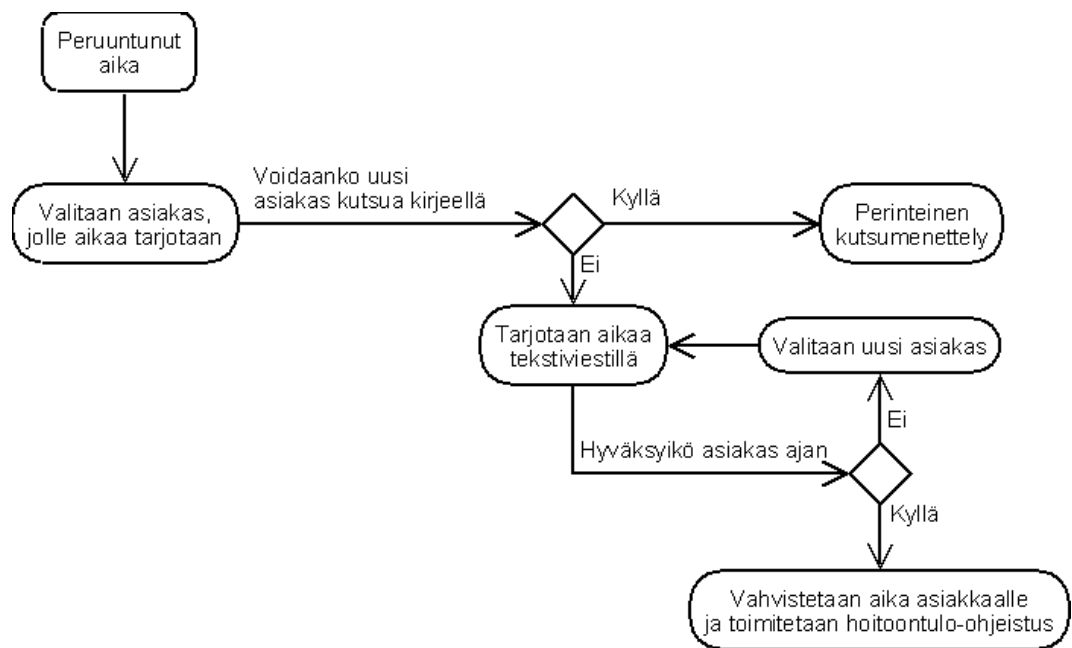 Peruuntunut
aika
Voidaanko uusi
asiakas kutsua kirjeellä
Kyllä
Valitaan asiakas,
jolle aikaa tarjotaan
Perinteinen
kutsumenettely
Ei
Tarjotaan aikaa
tekstiviestillä
Valitaan uusi asiakas
Ei
Hyväksyikö asiakas ajan
Kyllä
Vahvistetaan aika asiakkaalle
ja toimitetaan hoitoontulo-ohjeistus